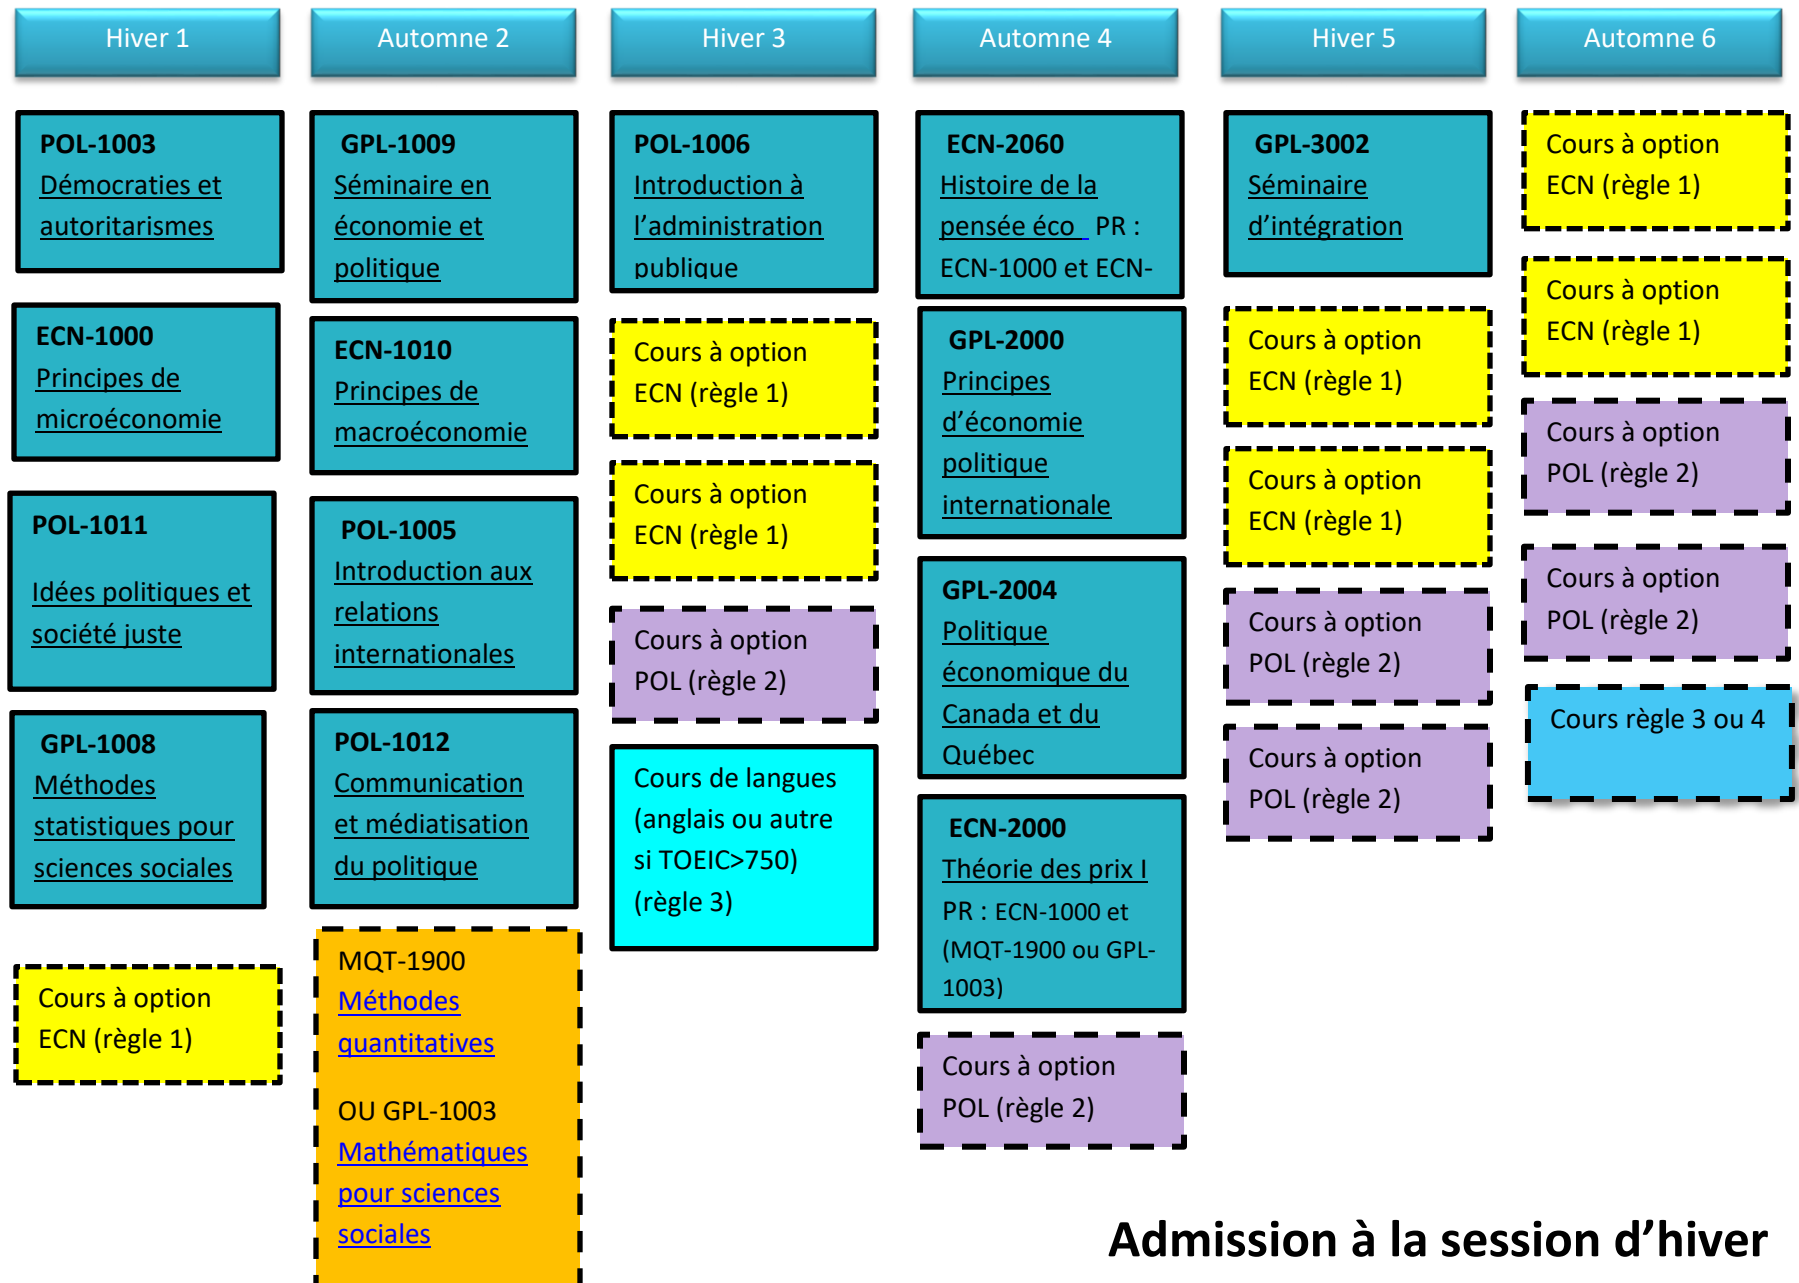 Hiver 1
Automne 2
Hiver 3
Automne 4
Hiver 5
Automne 6
POL-1003
Démocraties et
autoritarismes
ECN-1000
Principes de
microéconomie
POL-1011
Idées politiques et
société juste
GPL-1008
Méthodes
statistiques pour
sciences sociales
Cours à option
ECN (règle 1)
GPL-1009
Séminaire en
économie et
politique
ECN-1010
Principes de
macroéconomie
POL-1005
Introduction aux
relations
internationales
POL-1012
Communication
et médiatisation
du politique
MQT-1900
Méthodes
quantitatives
OU GPL-1003
Mathématiques
pour sciences
sociales
POL-1006
Introduction à
l’administration
publique
Cours à option
ECN (règle 1)
Cours à option
ECN (règle 1)
Cours à option
POL (règle 2)
Cours de langues
(anglais ou autre
si TOEIC>750)
(règle 3)
ECN-2060
Histoire de la
pensée éco PR :
ECN-1000 et ECN-
GPL-2000
Principes
d’économie
politique
internationale
GPL-2004
Politique
économique du
Canada et du
Québec
ECN-2000
Théorie des prix I
PR : ECN-1000 et
(MQT-1900 ou GPL-
1003)
Cours à option
POL (règle 2)
GPL-3002
Séminaire
d’intégration
Cours à option
ECN (règle 1)
Cours à option
ECN (règle 1)
Cours à option
POL (règle 2)
Cours à option
POL (règle 2)
Cours à option
ECN (règle 1)
Cours à option
ECN (règle 1)
Cours à option
POL (règle 2)
Cours à option
POL (règle 2)
Cours règle 3 ou 4
Admission à la session d’hiver